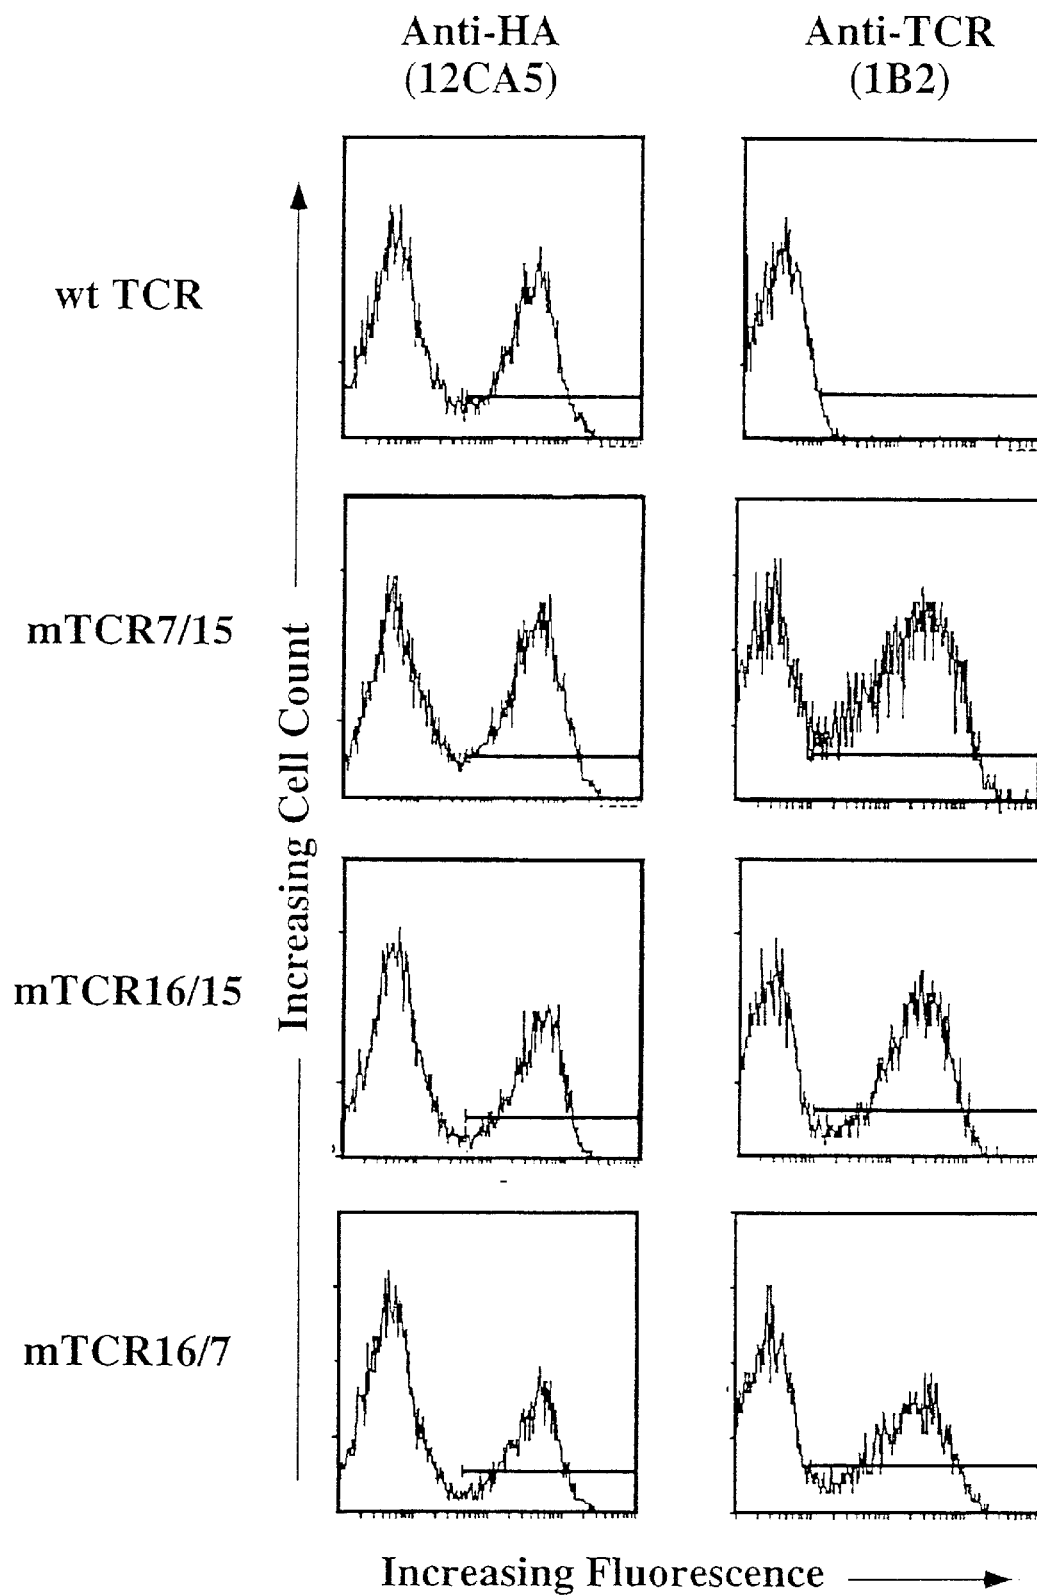 Anti-HA
(12CA5)
Anti-TCR
(1B2)
wt TCR
mTCR7/15
mTCR16/15
mTCR16/7
Increasing Cell Count
Increasing Fluorescence